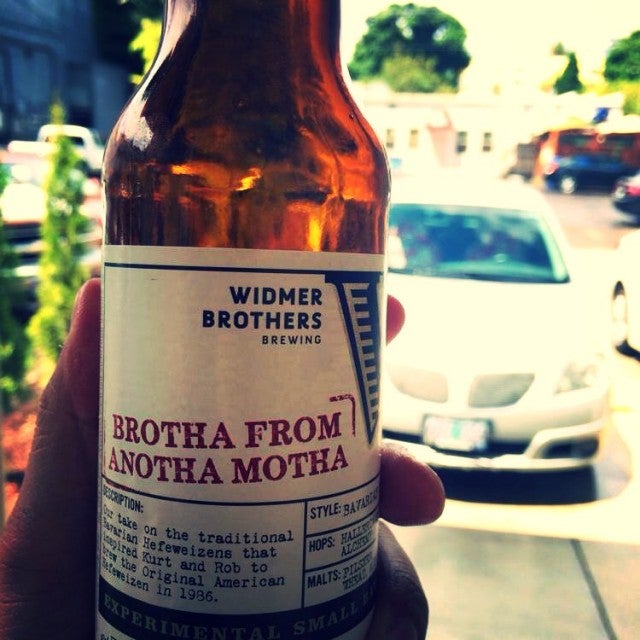 WIDMER
BROTHERS
BREWING
BROTHA FROM
ANOTHA MOTHA
DESCRIPTION:
Our take on the traditional
Bavarian Hefeweizens that
inspired Kurt and Rob to
brew the Original American
Hefeweizen in 1986.
STYLE:
HOPS:
MALTS:
EXPERIMENTAL SMALL